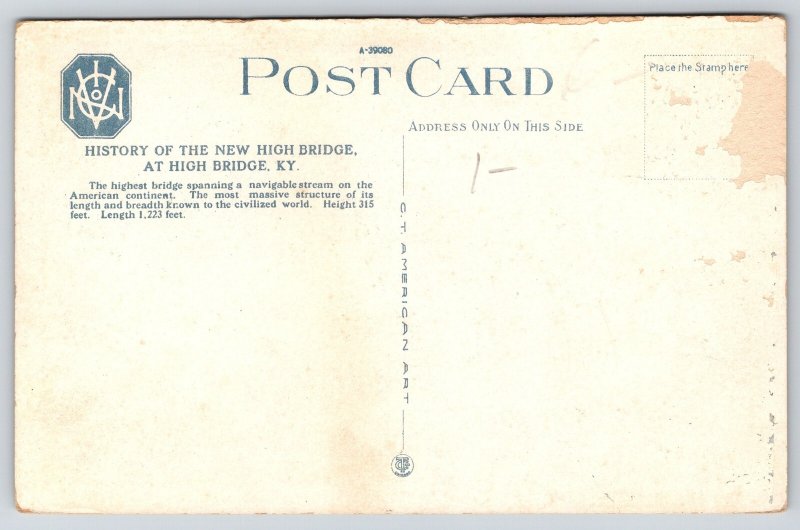 A-39080
POST CARD
Place the Stamp here
ADDRESS ONLY ON THIS SIDE
HISTORY OF THE NEW HIGH BRIDGE,
AT HIGH BRIDGE, KY.
The highest bridge spanning a navigable stream on the
American continent. The most massive structure of its
length and breadth known to the civilized world. Height 315
feet. Length 1,223 feet.
1-
C.T. AMERICAN ART